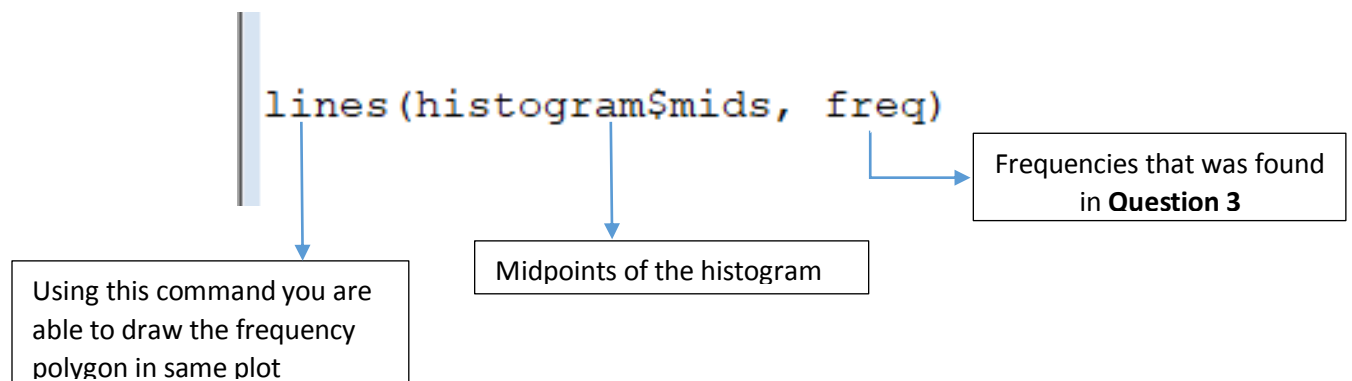 lines(histogram$mids, freq)
Frequencies that was found
in Question 3
Midpoints of the histogram
Using this command you are
able to draw the frequency
polygon in same plot